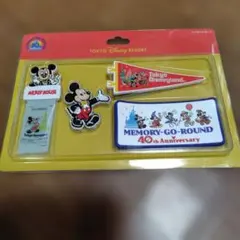 TOKYO Disney RESORT
MICKEY MOUSE
Tokyo
Disneyland
MEMORY-GO-ROUND
40th Anniversary